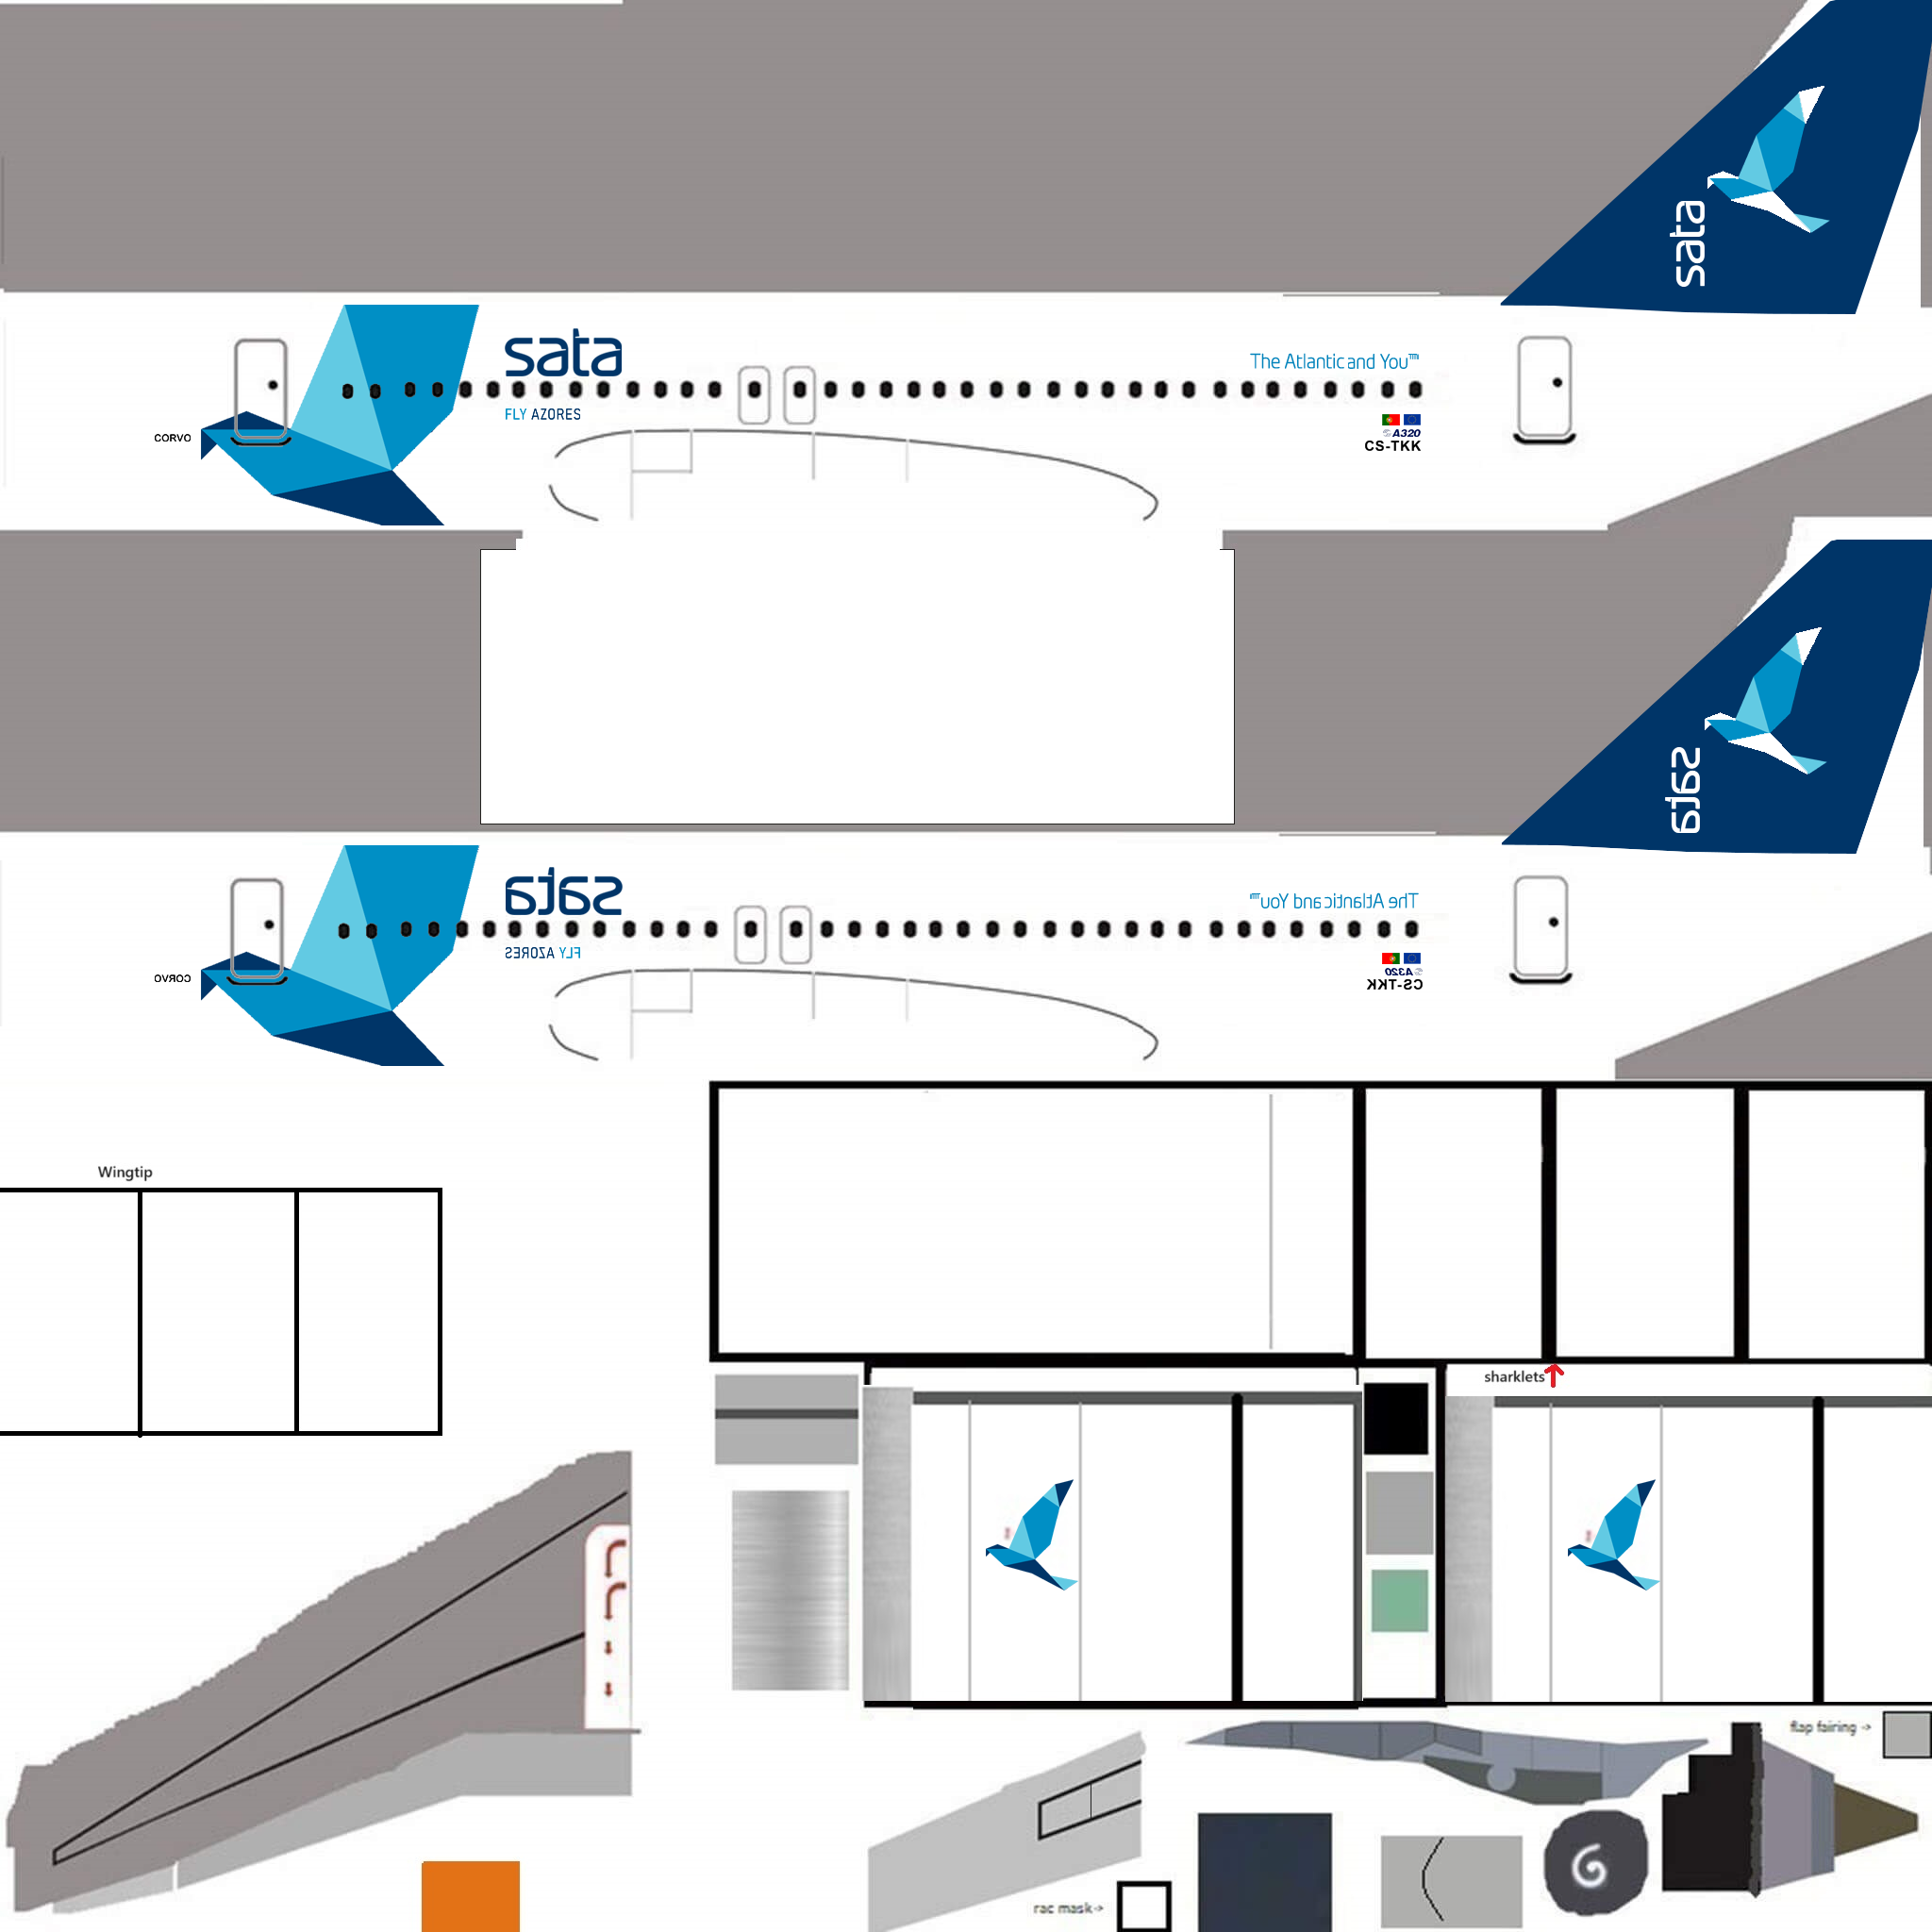 sata
sata
The Atlantic and You™
FLY AZORES
CORVO
A320
CS-TKK
sata
sata
The Atlantic and You™
FLY AZORES
CORVO
A320
CS-TKK
Wingtip
sharklets
flap fairing ->
rac mask->